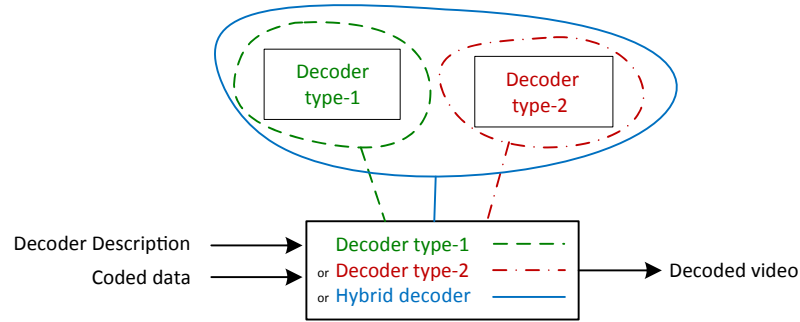 Decoder
type-1
Decoder
type-2
Decoder Description
Coded data
Decoder type-1
or Decoder type-2
or Hybrid decoder
Decoded video